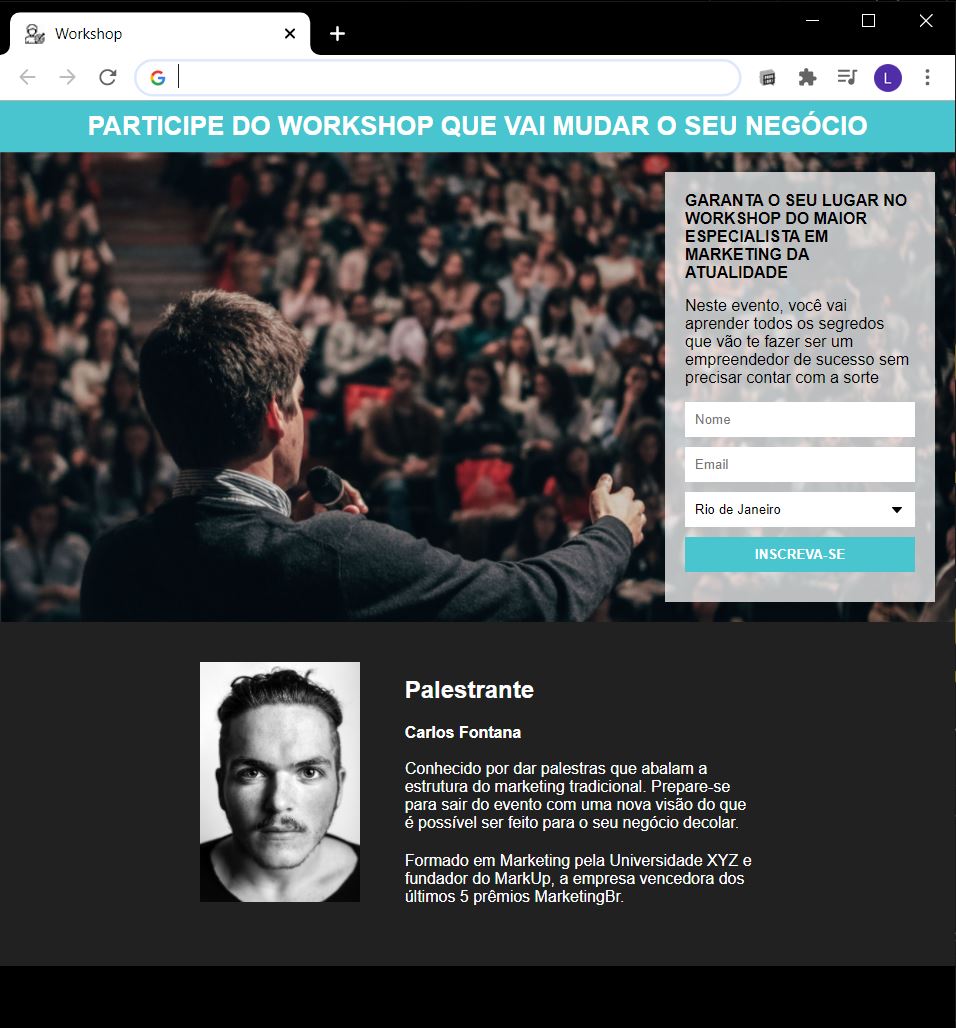 Workshop
L
PARTICIPE DO WORKSHOP QUE VAI MUDAR O SEU NEGÓCIO
GARANTA O SEU LUGAR NO
WORKSHOP DO MAIOR
ESPECIALISTA EM
MARKETING DA
ATUALIDADE
Neste evento, você vai
aprender todos os segredos
que vão te fazer ser um
empreendedor de sucesso sem
precisar contar com a sorte
Nome
Email
Rio de Janeiro
INSCREVA-SE
Palestrante
Carlos Fontana
Conhecido por dar palestras que abalam a
estrutura do marketing tradicional. Prepare-se
para sair do evento com uma nova visão do que
é possível ser feito para o seu negócio decolar.
Formado em Marketing pela Universidade XYZ e
fundador do MarkUp, a empresa vencedora dos
últimos 5 prêmios MarketingBr.